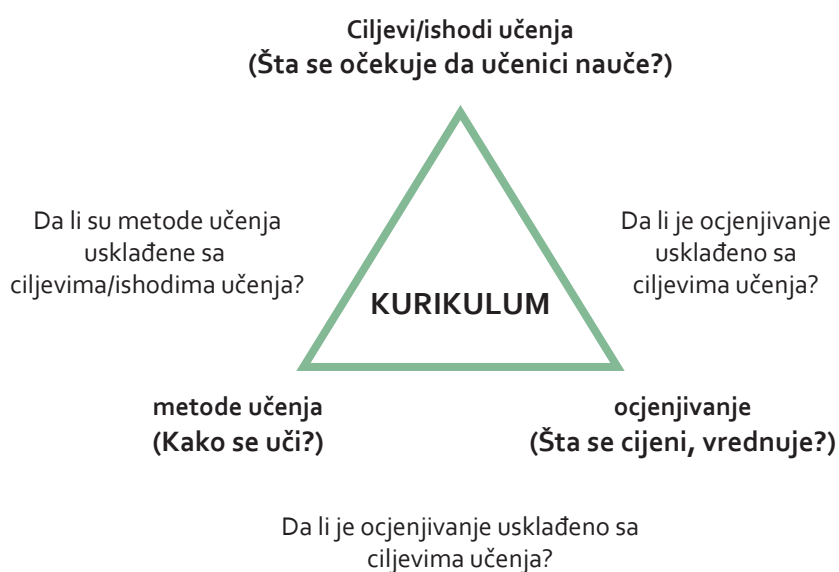 Ciljevi/ishodi učenja
(Šta se očekuje da učenici nauče?)
Da li su metode učenja
usklađene sa
ciljevima/ishodima učenja?
Da li je ocjenjivanje
usklađeno sa
ciljevima učenja?
KURIKULUM
metode učenja
(Kako se uči?)
ocjenjivanje
(Šta se cijeni, vrednuje?)
Da li je ocjenjivanje usklađeno sa
ciljevima učenja?